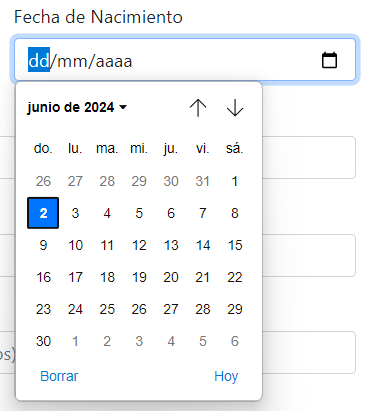 Fecha de Nacimiento
dd/mm/aaaa
junio de 2024
do. lu. ma. mi. ju. vi. sá.
26 27 28 29 30 31 1
2 3 4 5 6 7 8
9 10 11 12 13 14 15
16 17 18 19 20 21 22
23 24 25 26 27 28 29
30 1 2 3 4 5 6
os)
Borrar Hoy